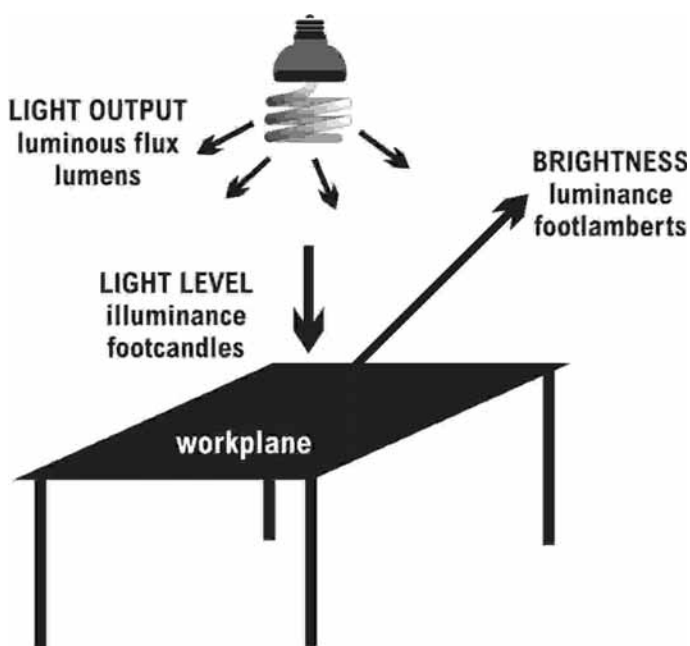 LIGHT OUTPUT
luminous flux
lumens
BRIGHTNESS
luminance
footlamberts
LIGHT LEVEL
illuminance
footcandles
workplane